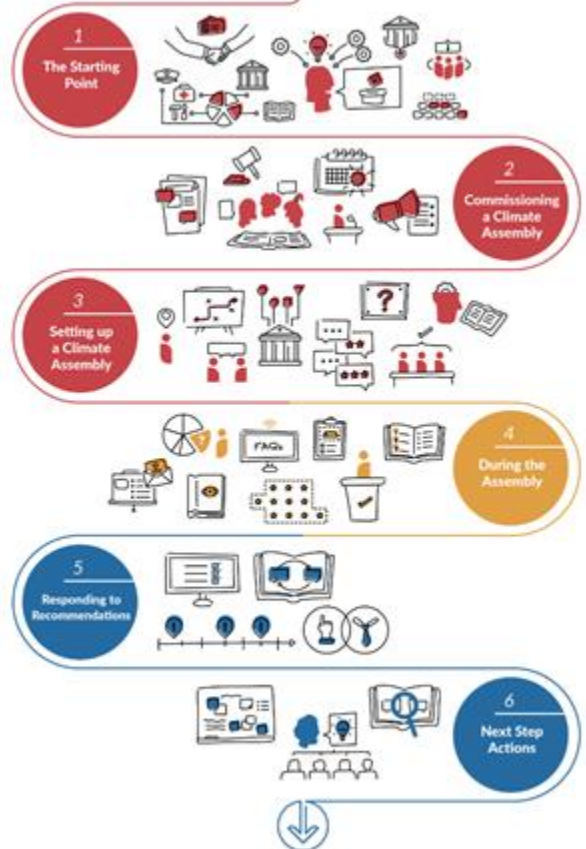 1
The Starting
Point
2
Commissioning
a Climate
Assembly
3
Setting up
a Climate
Assembly
?
4
During the
Assembly
?
FAQs
5
Responding to
Recommendations
6
Next Step
Actions